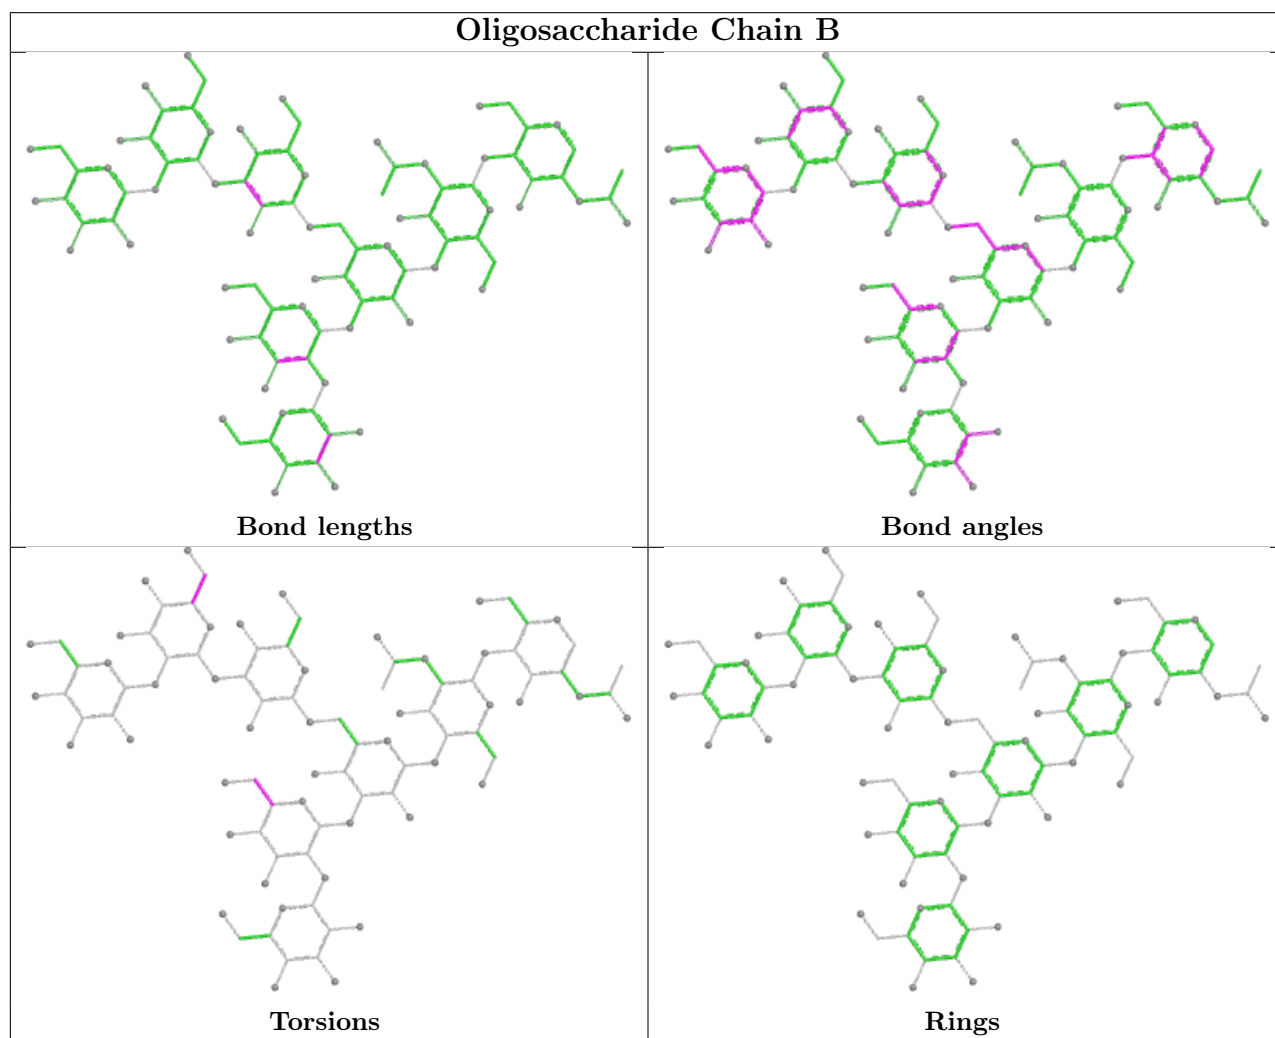 Oligosaccharide Chain B
Bond lengths
Bond angles
Torsions
Rings